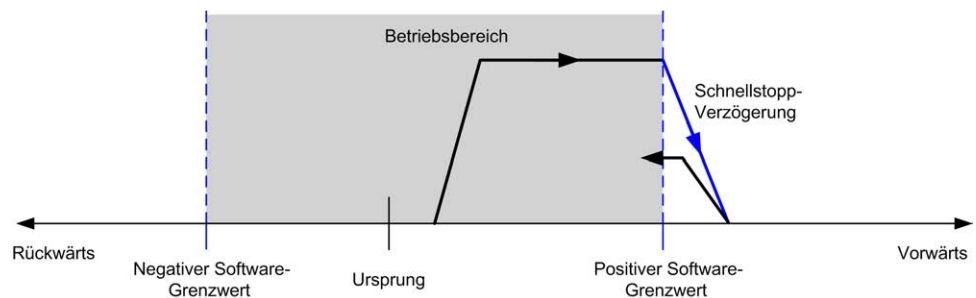 Betriebsbereich
Schnellstopp-
Verzögerung
Rückwärts
Negativer Software-
Grenzwert
Ursprung
Positiver Software-
Grenzwert
Vorwärts